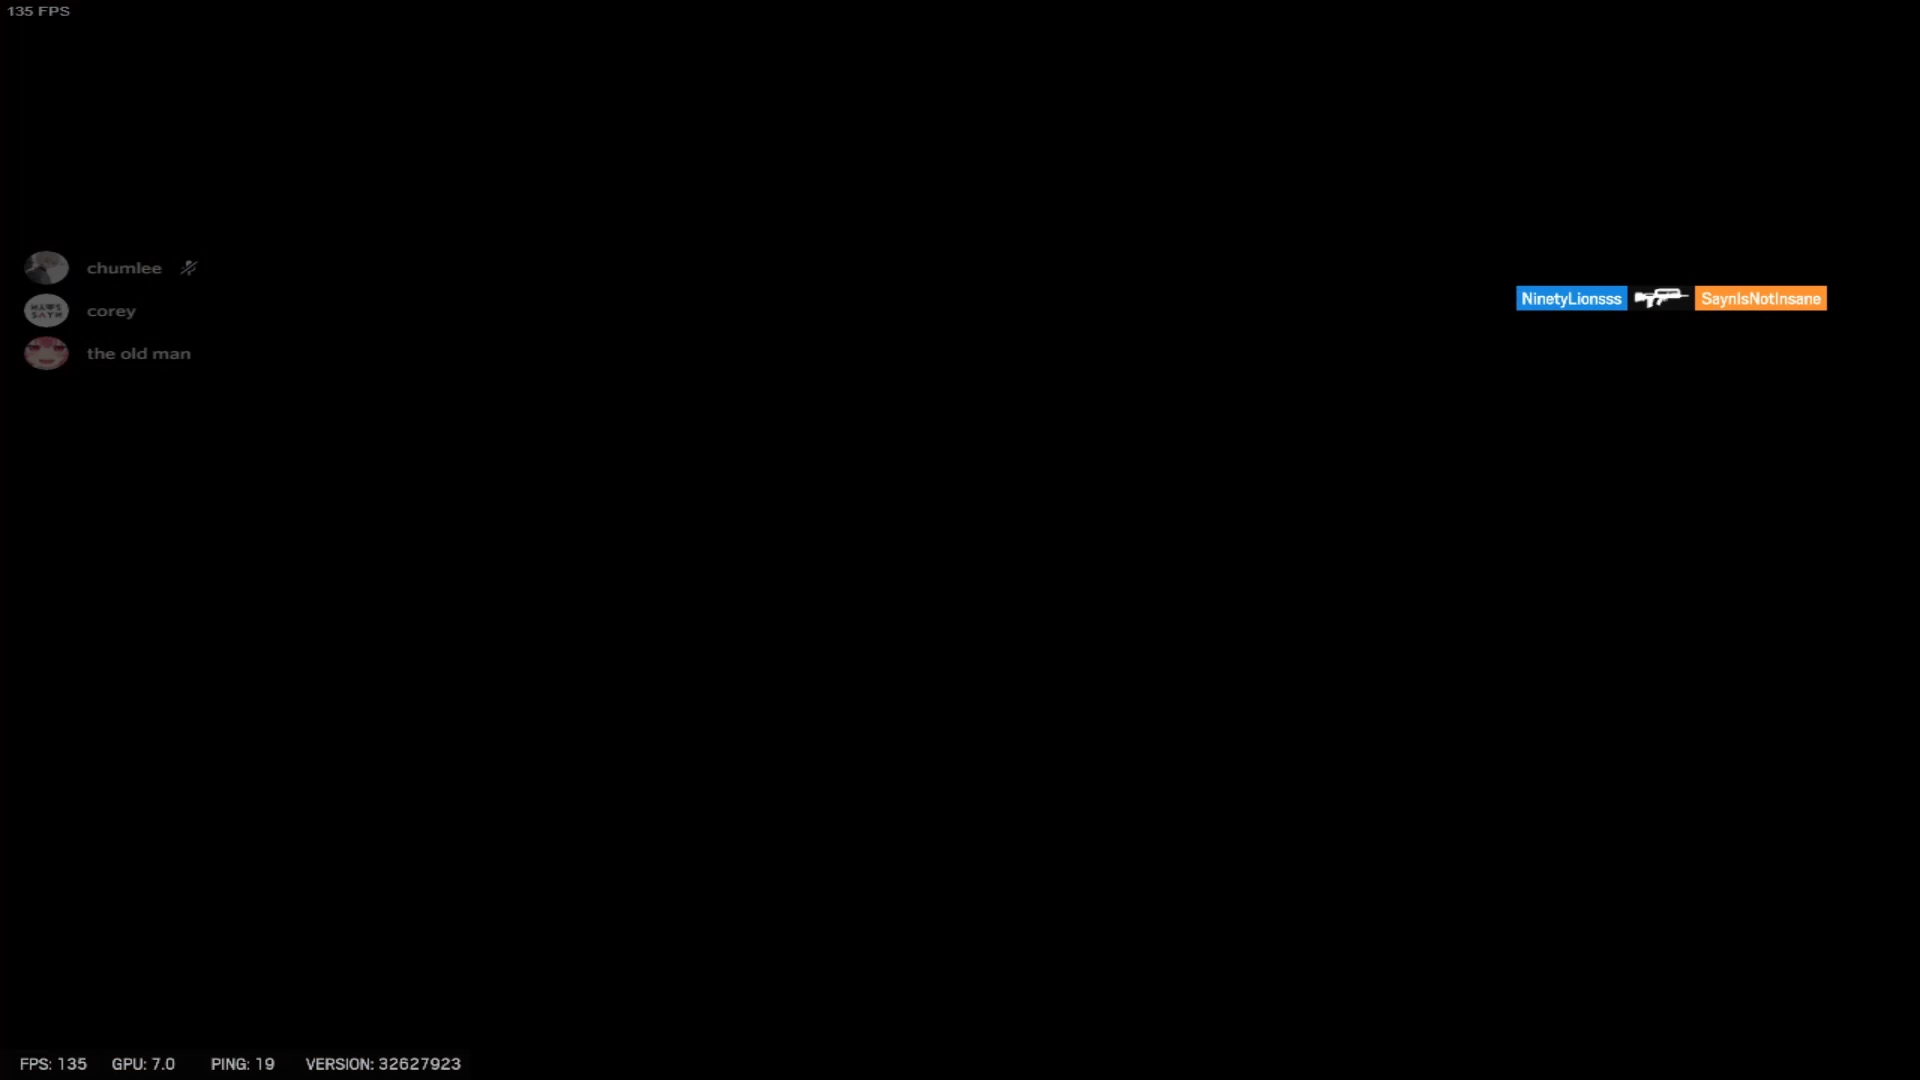 135 FPS
chumlee
corey
the old man
NinetyLionsss SaynIsNotInsane
FPS: 135 GPU: 7.0 PING: 19 VERSION: 32627923